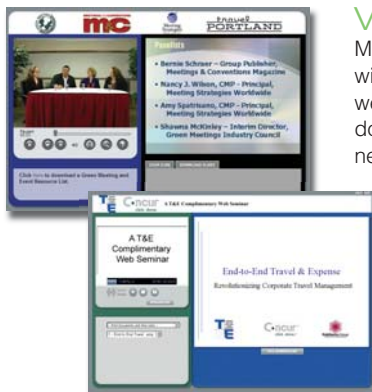 mc
Meeting Strategies
travel
PORTLAND
Panelists
• Bernie Schraer – Group Publisher,
Meetings & Conventions Magazine
• Nancy J. Wilson, CMP - Principal,
Meeting Strategies Worldwide
• Amy Spatrisano, CMP - Principal,
Meeting Strategies Worldwide
• Shawna McKinley – Interim Director,
Green Meetings Industry Council
Click here to download a Green Meeting and
Event Resource List.
V
M
wi
we
do
ne
T&E
Concur
A T&E Complimentary Web Seminar
A T&E
Complimentary
Web Seminar
End-to-End Travel & Expense
Revolutionizing Corporate Travel Management
T&E
Concur